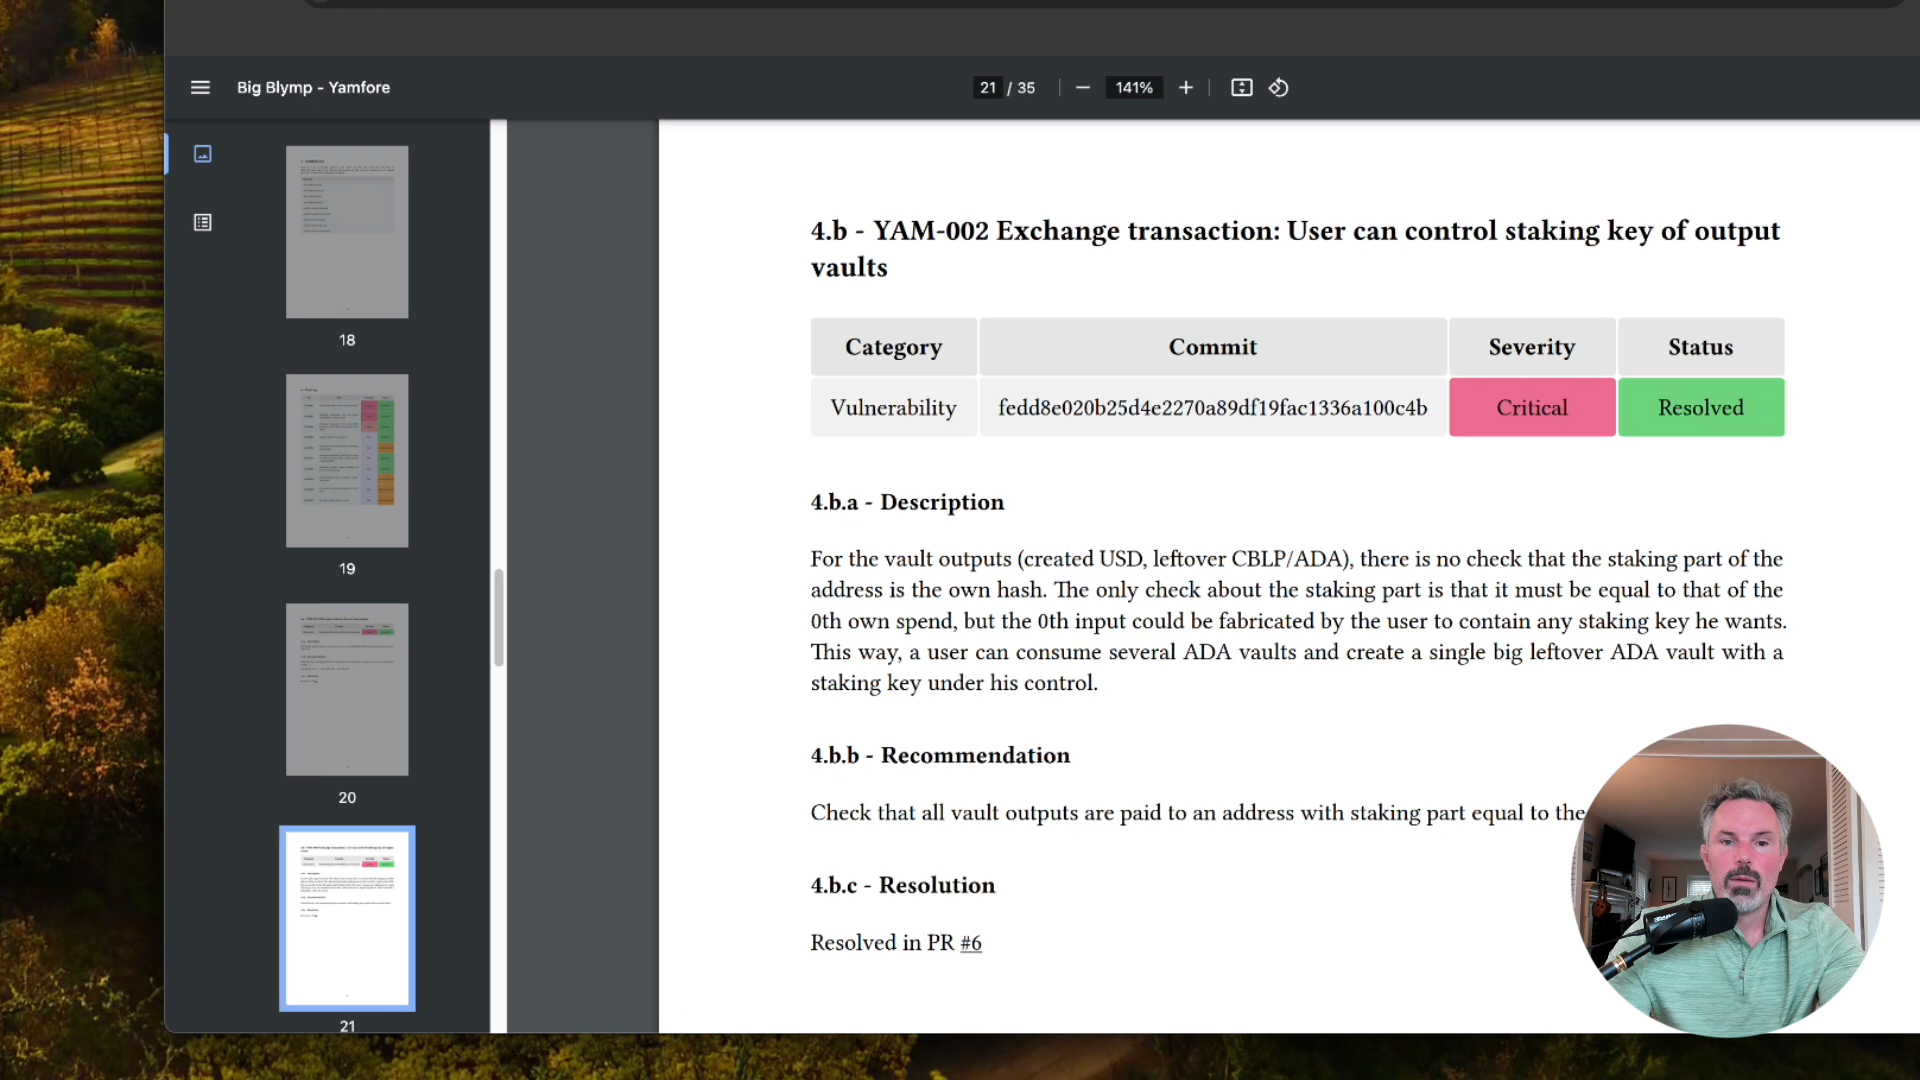 Big Blymp - Yamfore
21 / 35
141%
18
19
20
21
4.b - YAM-002 Exchange transaction: User can control staking key of output
vaults
Category Commit Severity Status
Vulnerability fedd8e020b25d4e2270a89df19fac1336a100c4b Critical Resolved
4.b.a - Description
For the vault outputs (created USD, leftover CBLP/ADA), there is no check that the staking part of the
address is the own hash. The only check about the staking part is that it must be equal to that of the
0th own spend, but the 0th input could be fabricated by the user to contain any staking key he wants.
This way, a user can consume several ADA vaults and create a single big leftover ADA vault with a
staking key under his control.
4.b.b - Recommendation
Check that all vault outputs are paid to an address with staking part equal to the
4.b.c - Resolution
Resolved in PR #6